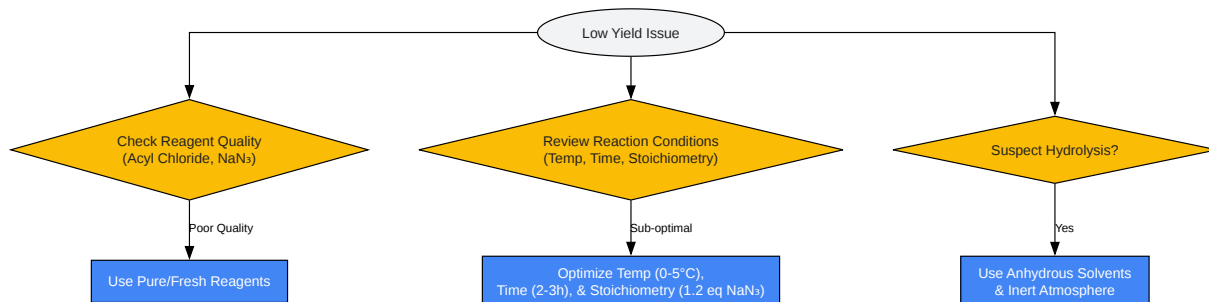 Low Yield Issue
Check Reagent Quality
(Acyl Chloride, NaN₃)
Review Reaction Conditions
(Temp, Time, Stoichiometry)
Suspect Hydrolysis?
Poor Quality
Sub-optimal
Yes
Use Pure/Fresh Reagents
Optimize Temp (0-5°C),
Time (2-3h), & Stoichiometry (1.2 eq NaN₃)
Use Anhydrous Solvents
& Inert Atmosphere